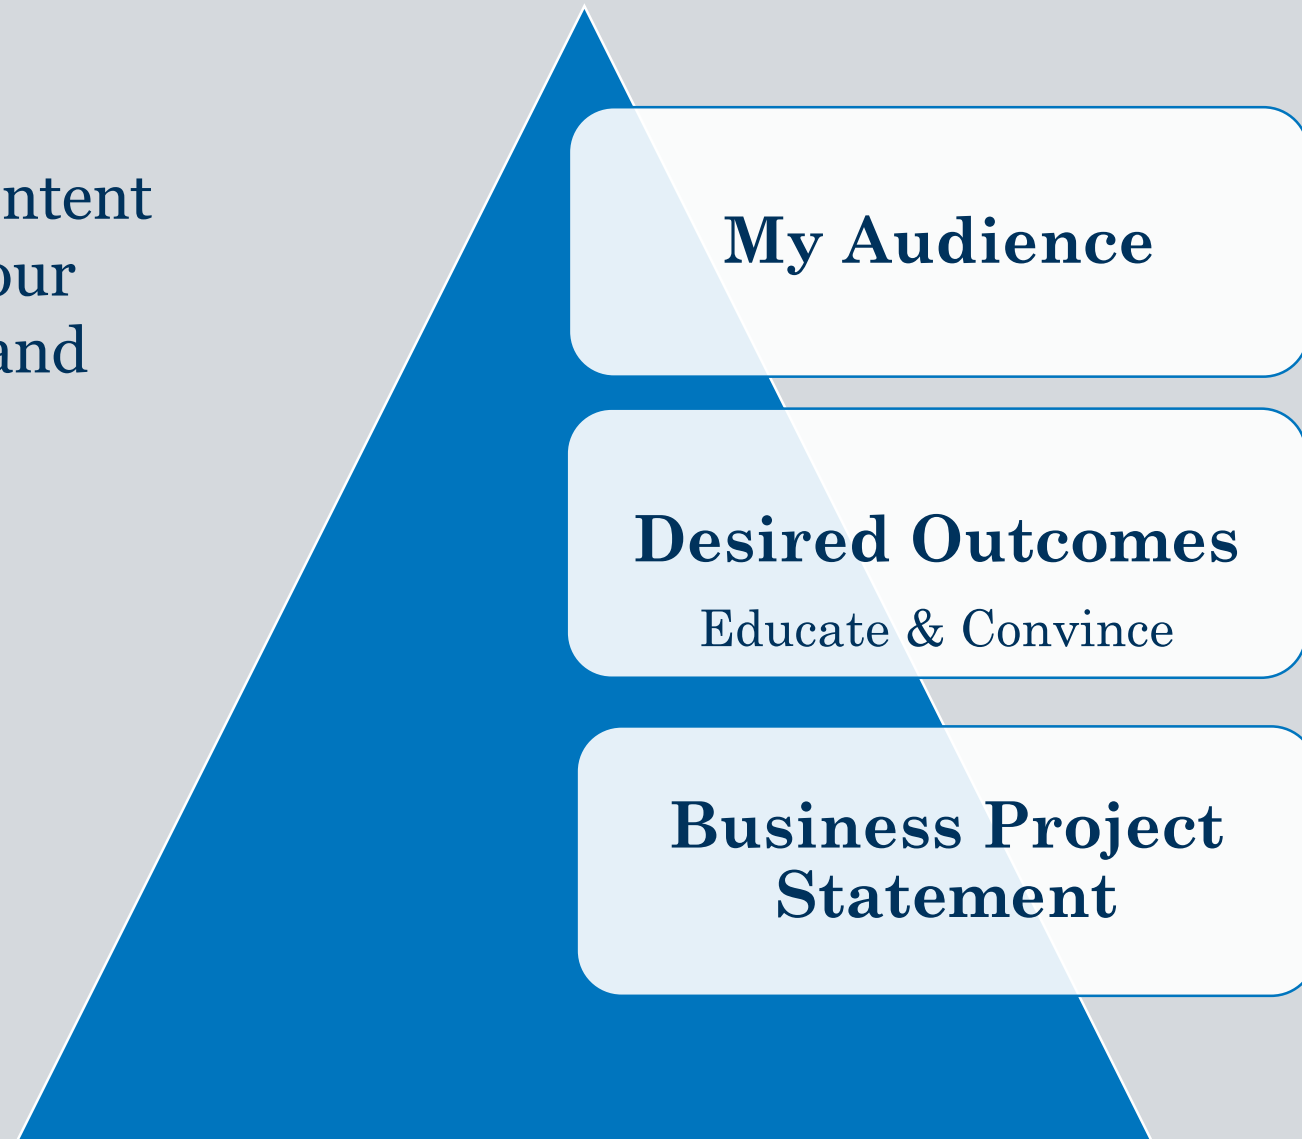 ntent
our
and
My Audience
Desired Outcomes
Educate & Convince
Business Project
Statement